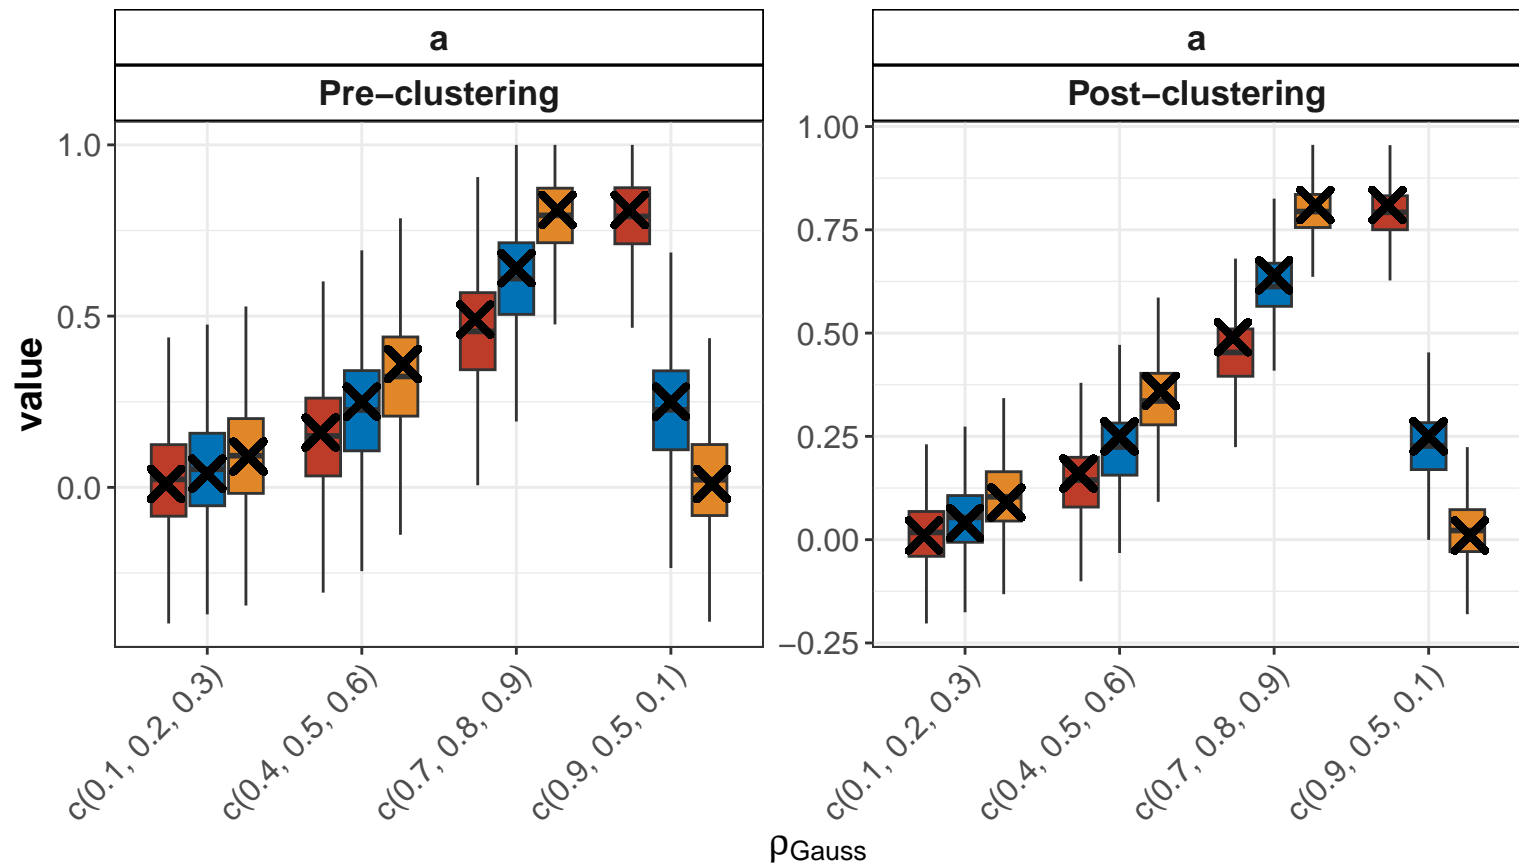 a
Pre−clustering
a
Post−clustering
value
1.0
0.5
0.0
1.00
0.75
0.50
0.25
0.00
−0.25
c(0.1, 0.2, 0.3)
c(0.4, 0.5, 0.6)
c(0.7, 0.8, 0.9)
c(0.9, 0.5, 0.1)
c(0.1, 0.2, 0.3)
c(0.4, 0.5, 0.6)
c(0.7, 0.8, 0.9)
c(0.9, 0.5, 0.1)
ρGauss